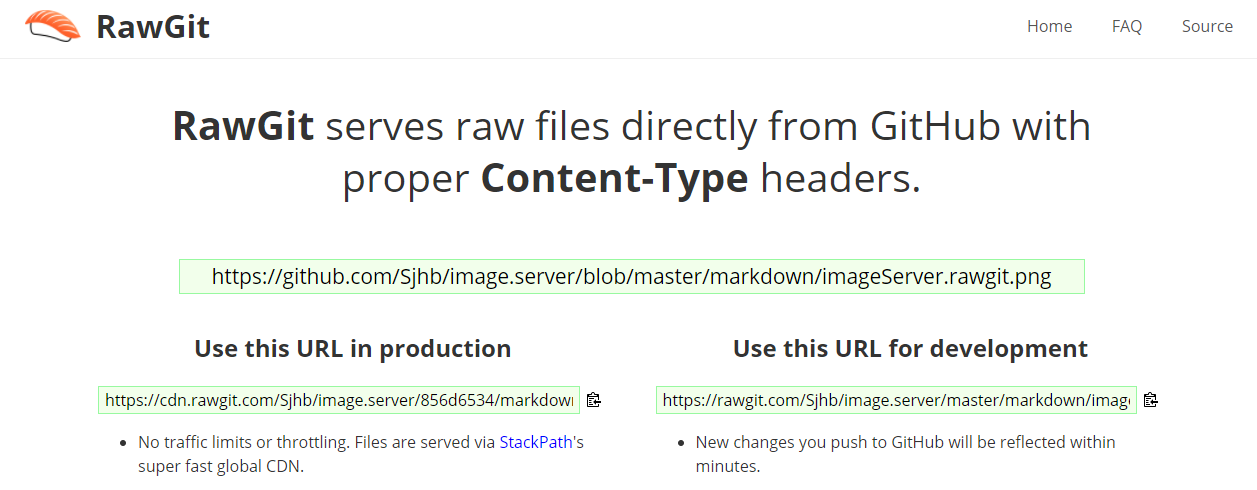 RawGit
Home FAQ Source
RawGit serves raw files directly from GitHub with
proper Content-Type headers.
https://github.com/Sjhb/image.server/blob/master/markdown/imageServer.rawgit.png
Use this URL in production
https://cdn.rawgit.com/Sjhb/image.server/856d6534/markdown
No traffic limits or throttling. Files are served via StackPath's
super fast global CDN.
Use this URL for development
https://rawgit.com/Sjhb/image.server/master/markdown/image
New changes you push to GitHub will be reflected within
minutes.